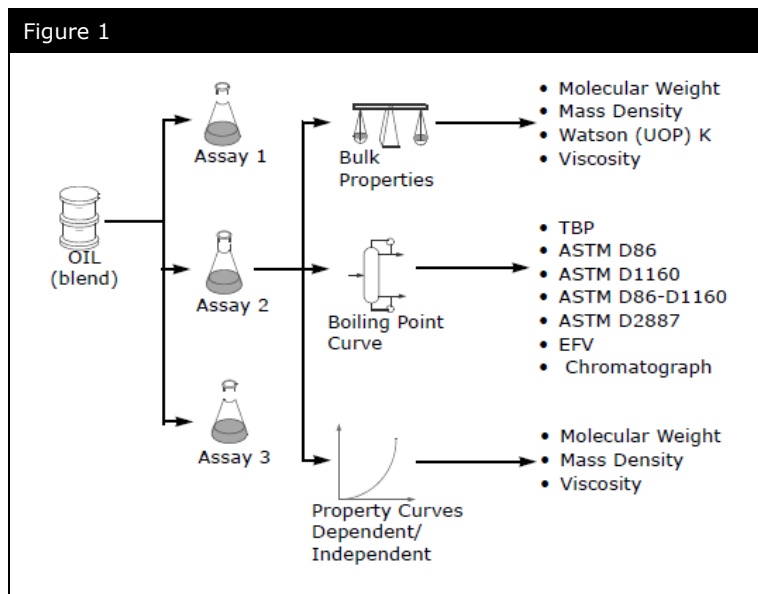 Figure 1
Assay 1
OIL
(blend)
Assay 2
Assay 3
Bulk
Properties
• Molecular Weight
• Mass Density
• Watson (UOP) K
• Viscosity
Boiling Point
Curve
• TBP
• ASTM D86
• ASTM D1160
• ASTM D86-D1160
• ASTM D2887
• EFV
• Chromatograph
Property Curves
Dependent/
Independent
• Molecular Weight
• Mass Density
• Viscosity